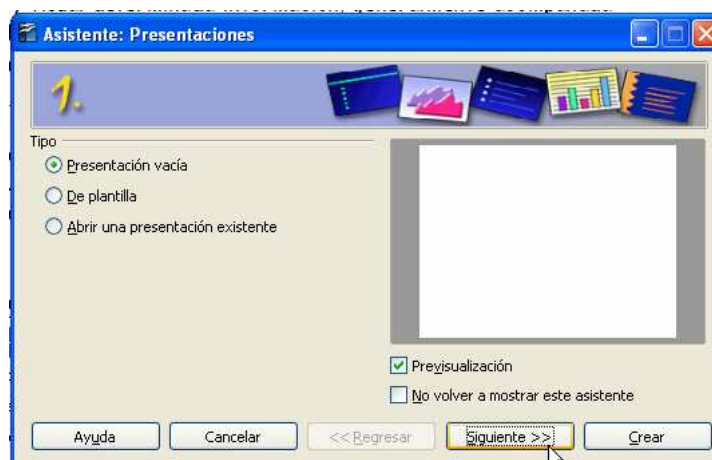 Asistente: Presentaciones
1.
Tipo
Presentación vacía
De plantilla
Abrir una presentación existente
Previsualización
No volver a mostrar este asistente
Ayuda Cancelar << Regresar Siguiente >> Crear